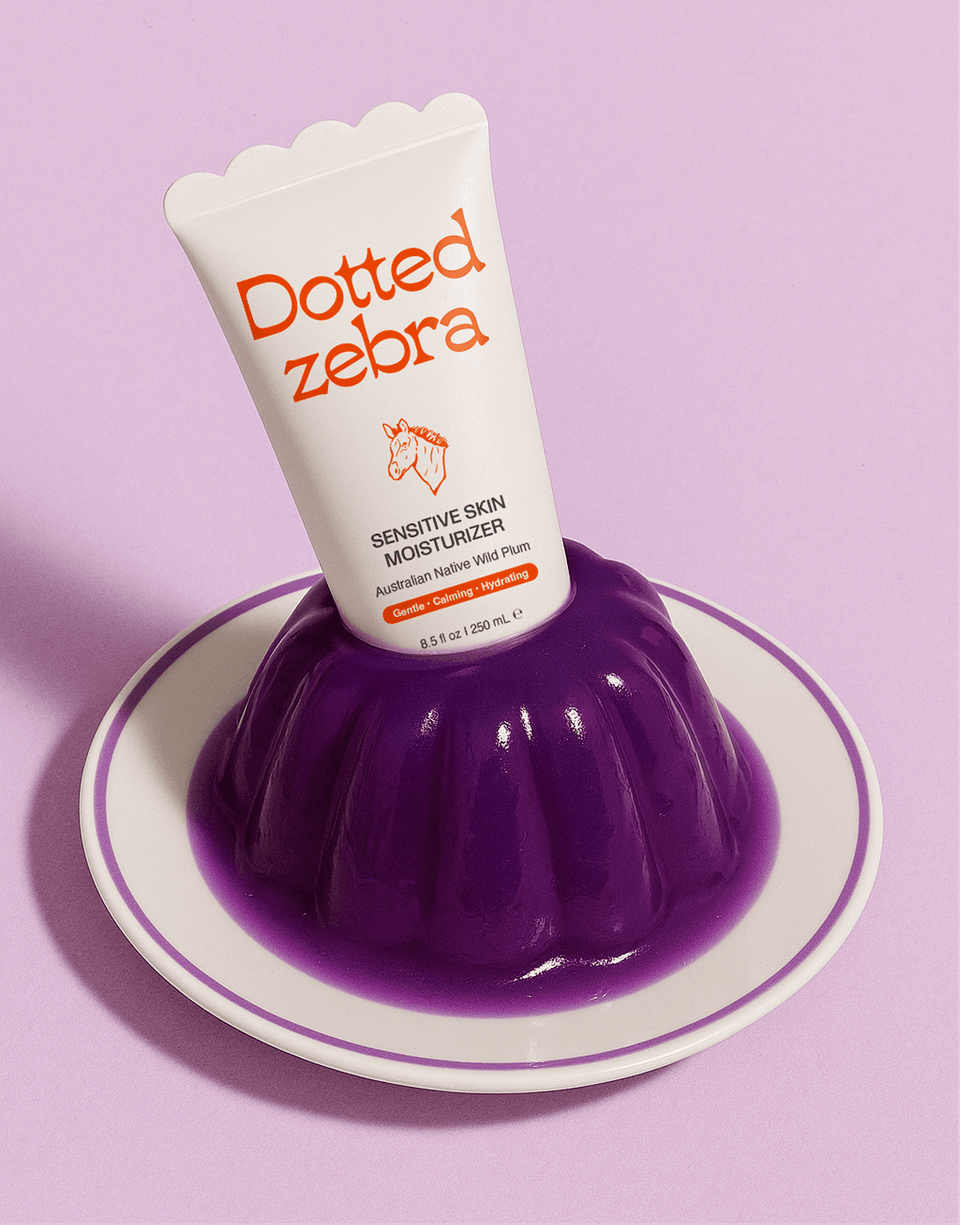 Dotted
zebra
SENSITIVE SKIN
MOISTURIZER
Australian Native Wild Plum
Gentle • Calming • Hydrating
8.5 fl oz | 250 mL ℮